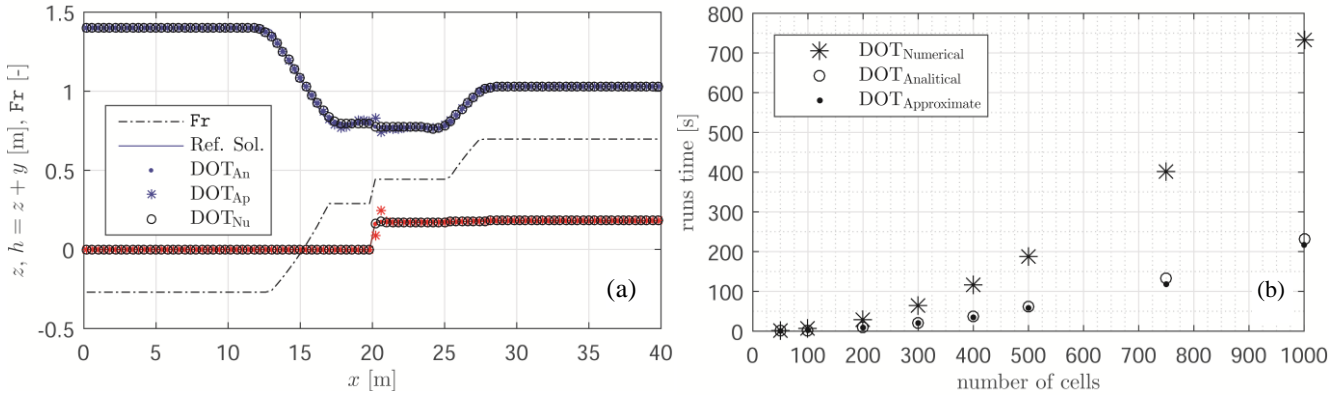 1.5
1
0.5
0
-0.5
z, h = z + y [m], Fr [-]
Fr
Ref. Sol.
DOT_An
DOT_Ap
DOT_Nu
(a)
0 5 10 15 20 25 30 35 40
x [m]
800
700
600
500
400
300
200
100
0
runs time [s]
DOT_Numerical
DOT_Analitical
DOT_Approximate
(b)
0 100 200 300 400 500 600 700 800 900 1000
number of cells